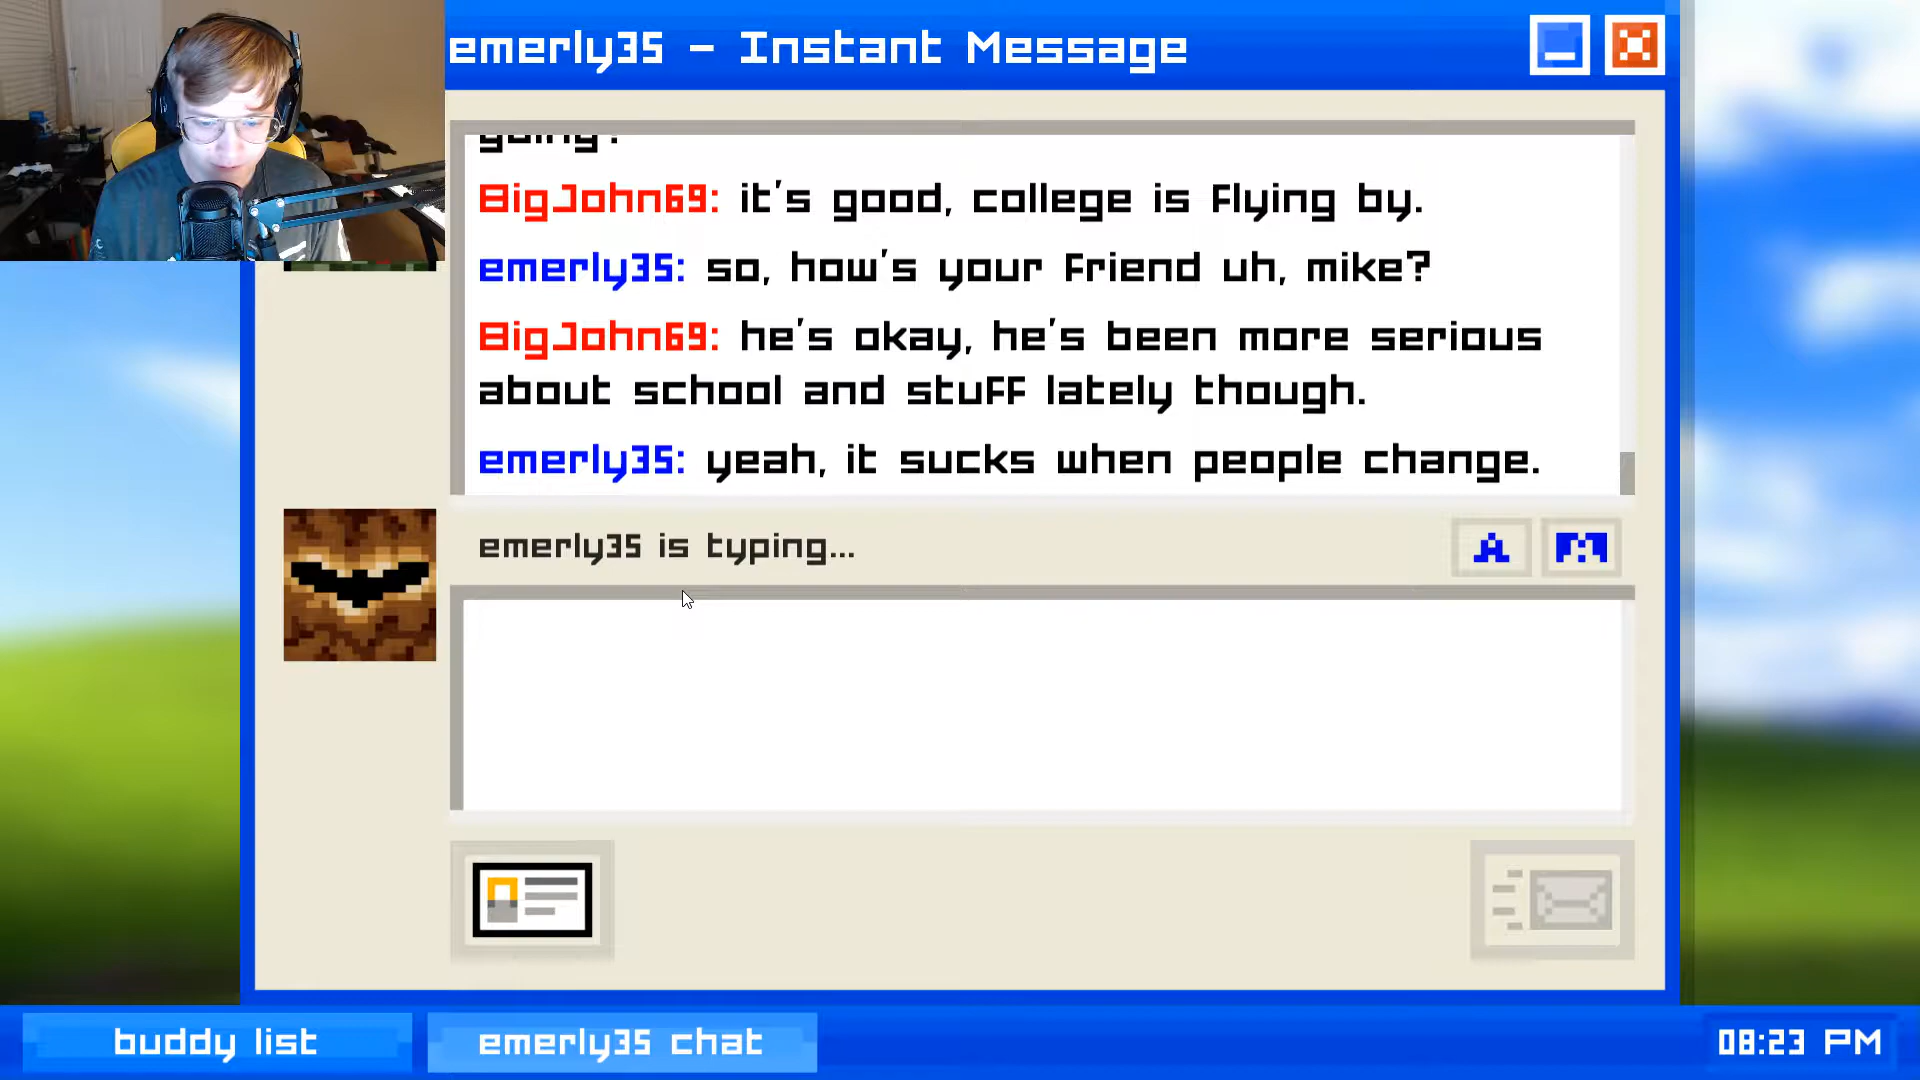 emerly35 - Instant Message
going?
BigJohn69: it's good, college is flying by.
emerly35: so, how's your friend uh, mike?
BigJohn69: he's okay, he's been more serious
about school and stuff lately though.
emerly35: yeah, it sucks when people change.
emerly35 is typing...
A
buddy list
emerly35 chat
08:23 PM